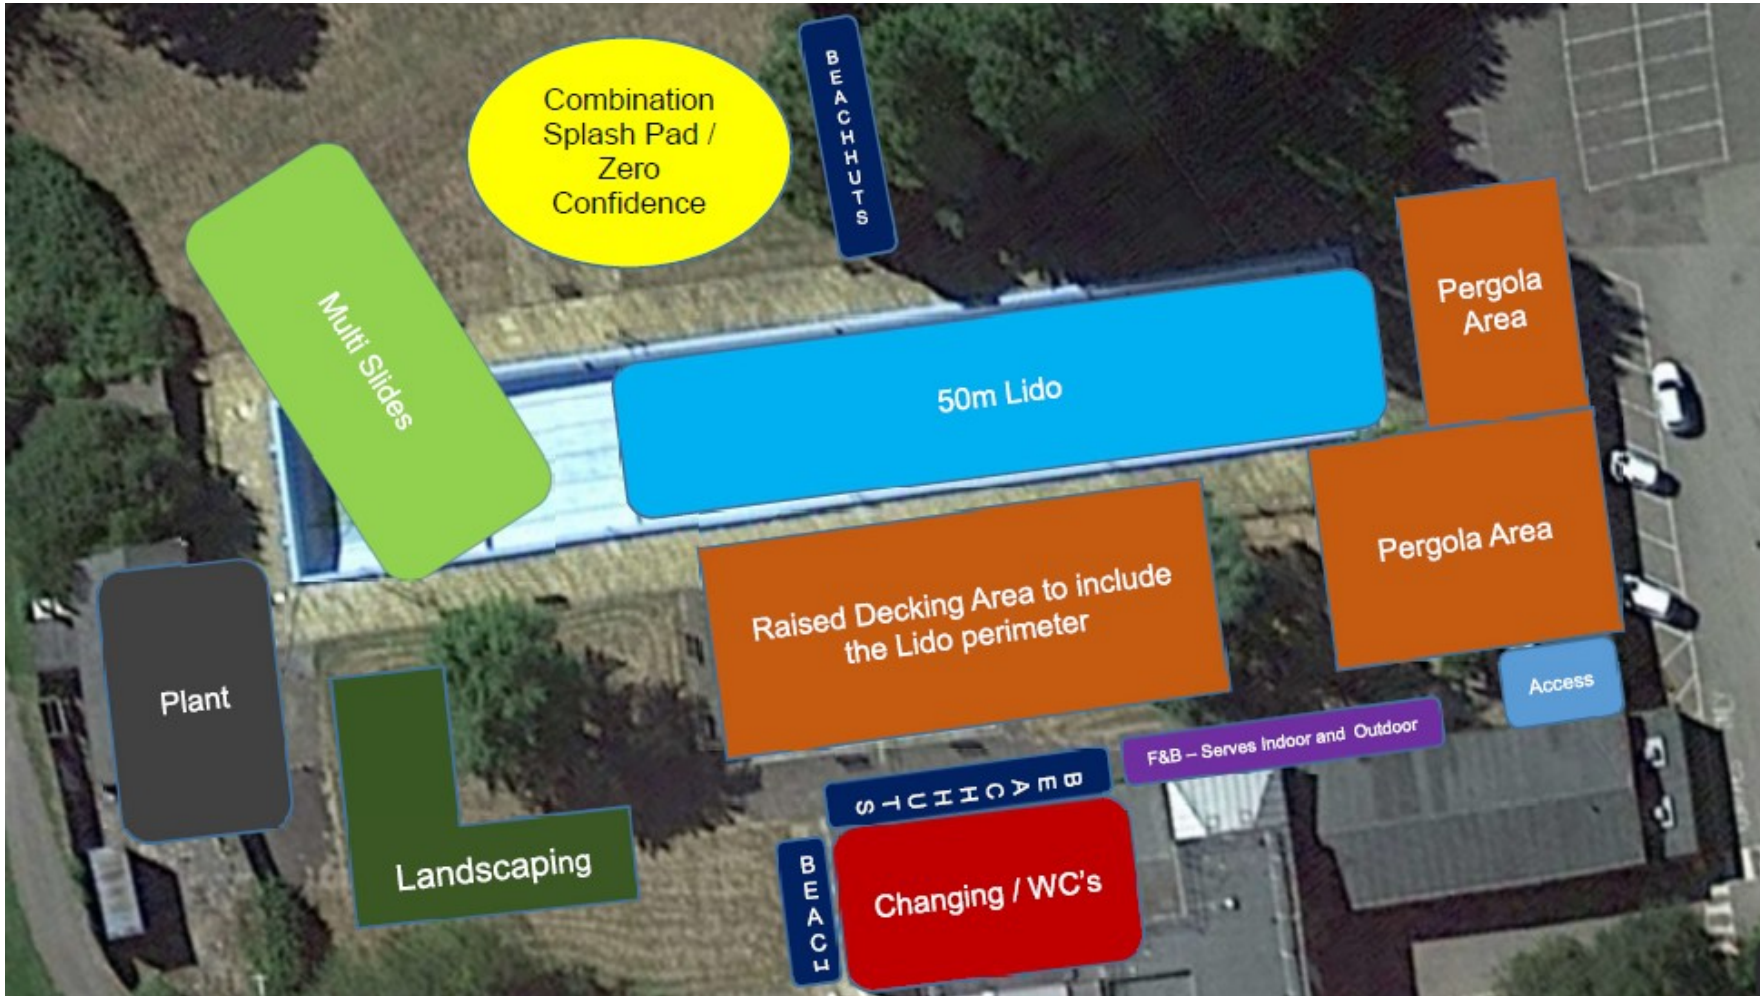 Combination
Splash Pad /
Zero
Confidence
BEACHHUTS
Multi Slides
50m Lido
Pergola
Area
Pergola Area
Raised Decking Area to include
the Lido perimeter
Plant
Access
F&B – Serves Indoor and Outdoor
BEACHHUTS
Landscaping
BEACH
Changing / WC's